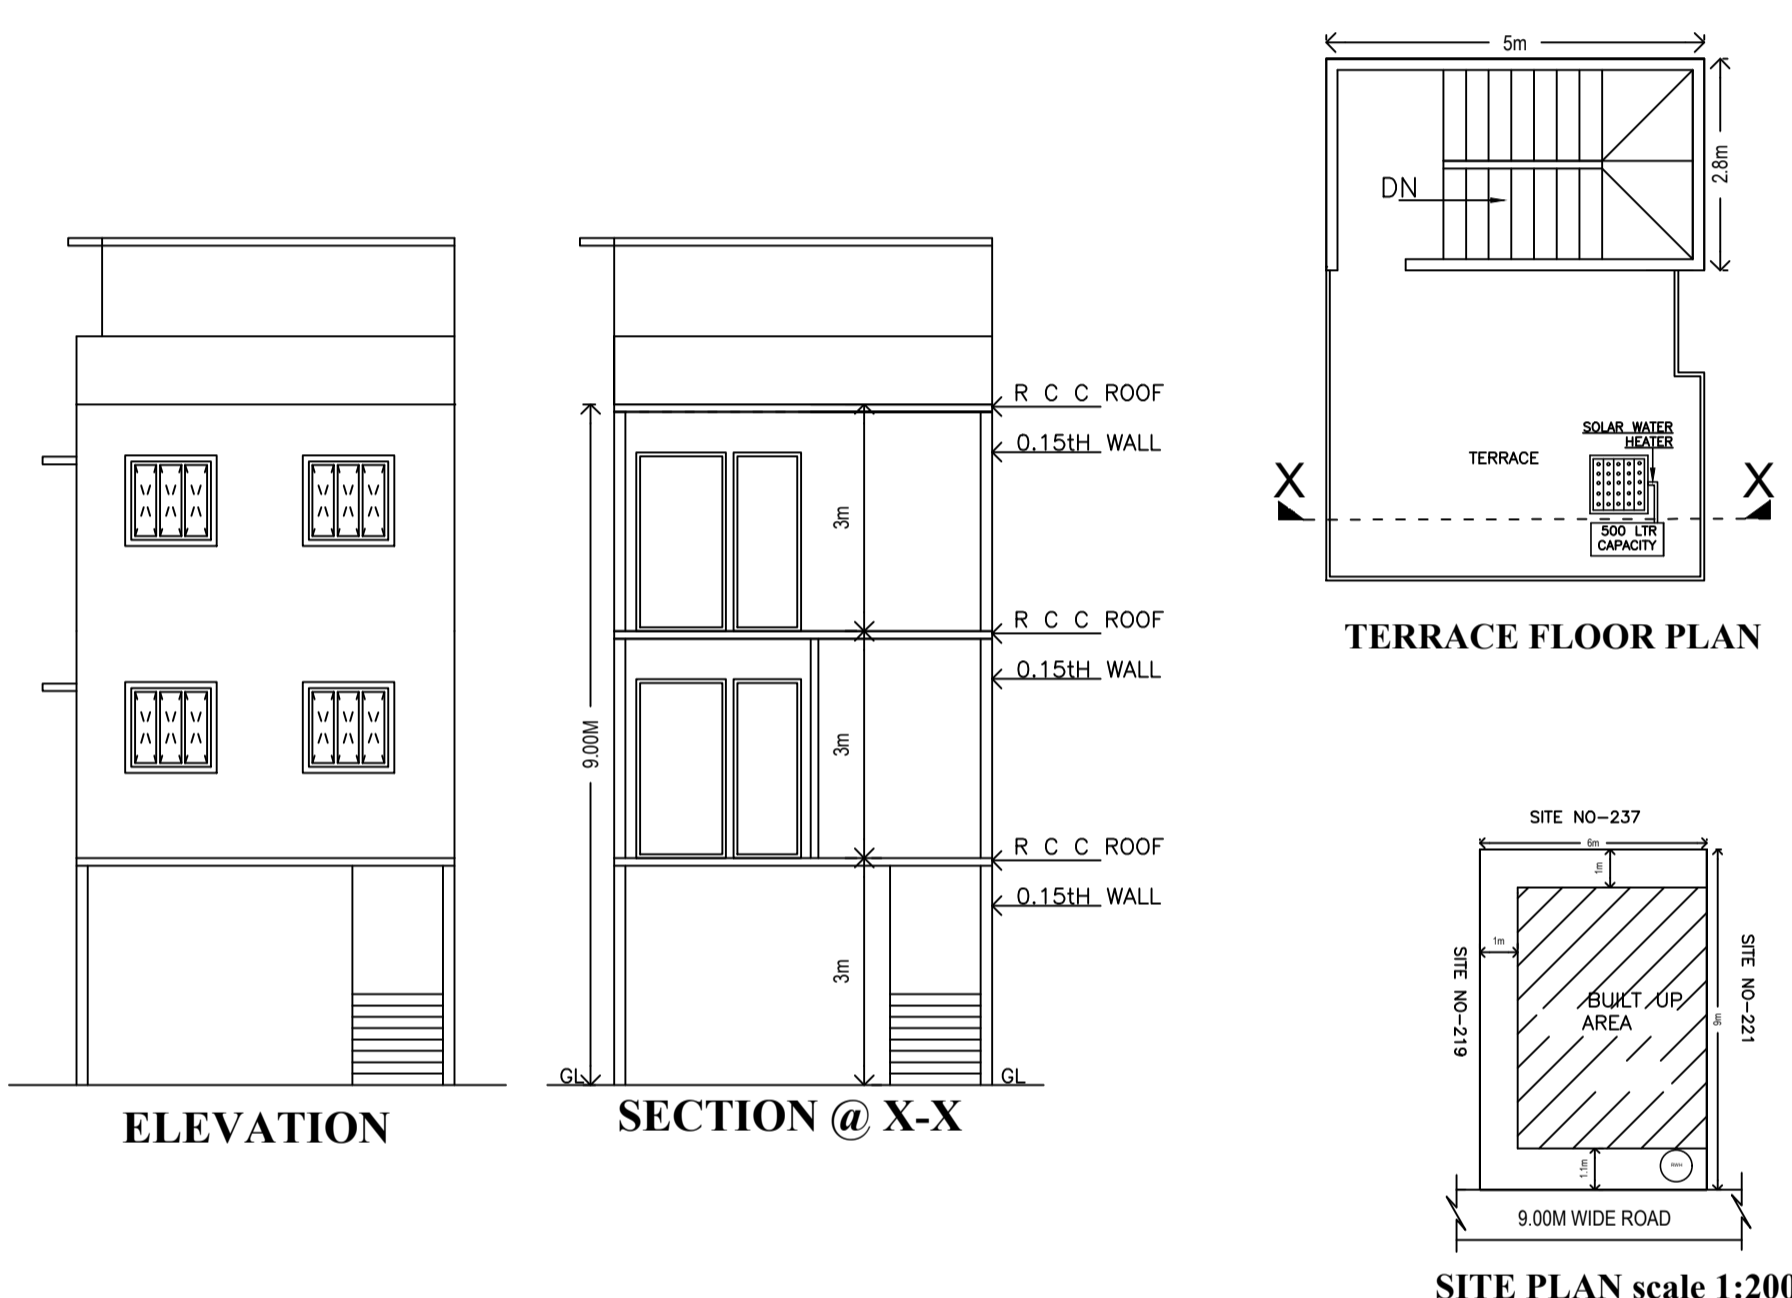 5m
2.8m
DN
R C C ROOF
0.15tH WALL
3m
SOLAR WATER
HEATER
TERRACE
X
X
500 LTR
CAPACITY
R C C ROOF
TERRACE FLOOR PLAN
0.15tH WALL
9.00M
3m
SITE NO-237
6m
1m
R C C ROOF
0.15tH WALL
3m
1m
SITE NO-219
SITE NO-221
BUILT UP
AREA
9m
GL
GL
ELEVATION
SECTION @ X-X
1.1m
RWH
9.00M WIDE ROAD
SITE PLAN scale 1:200